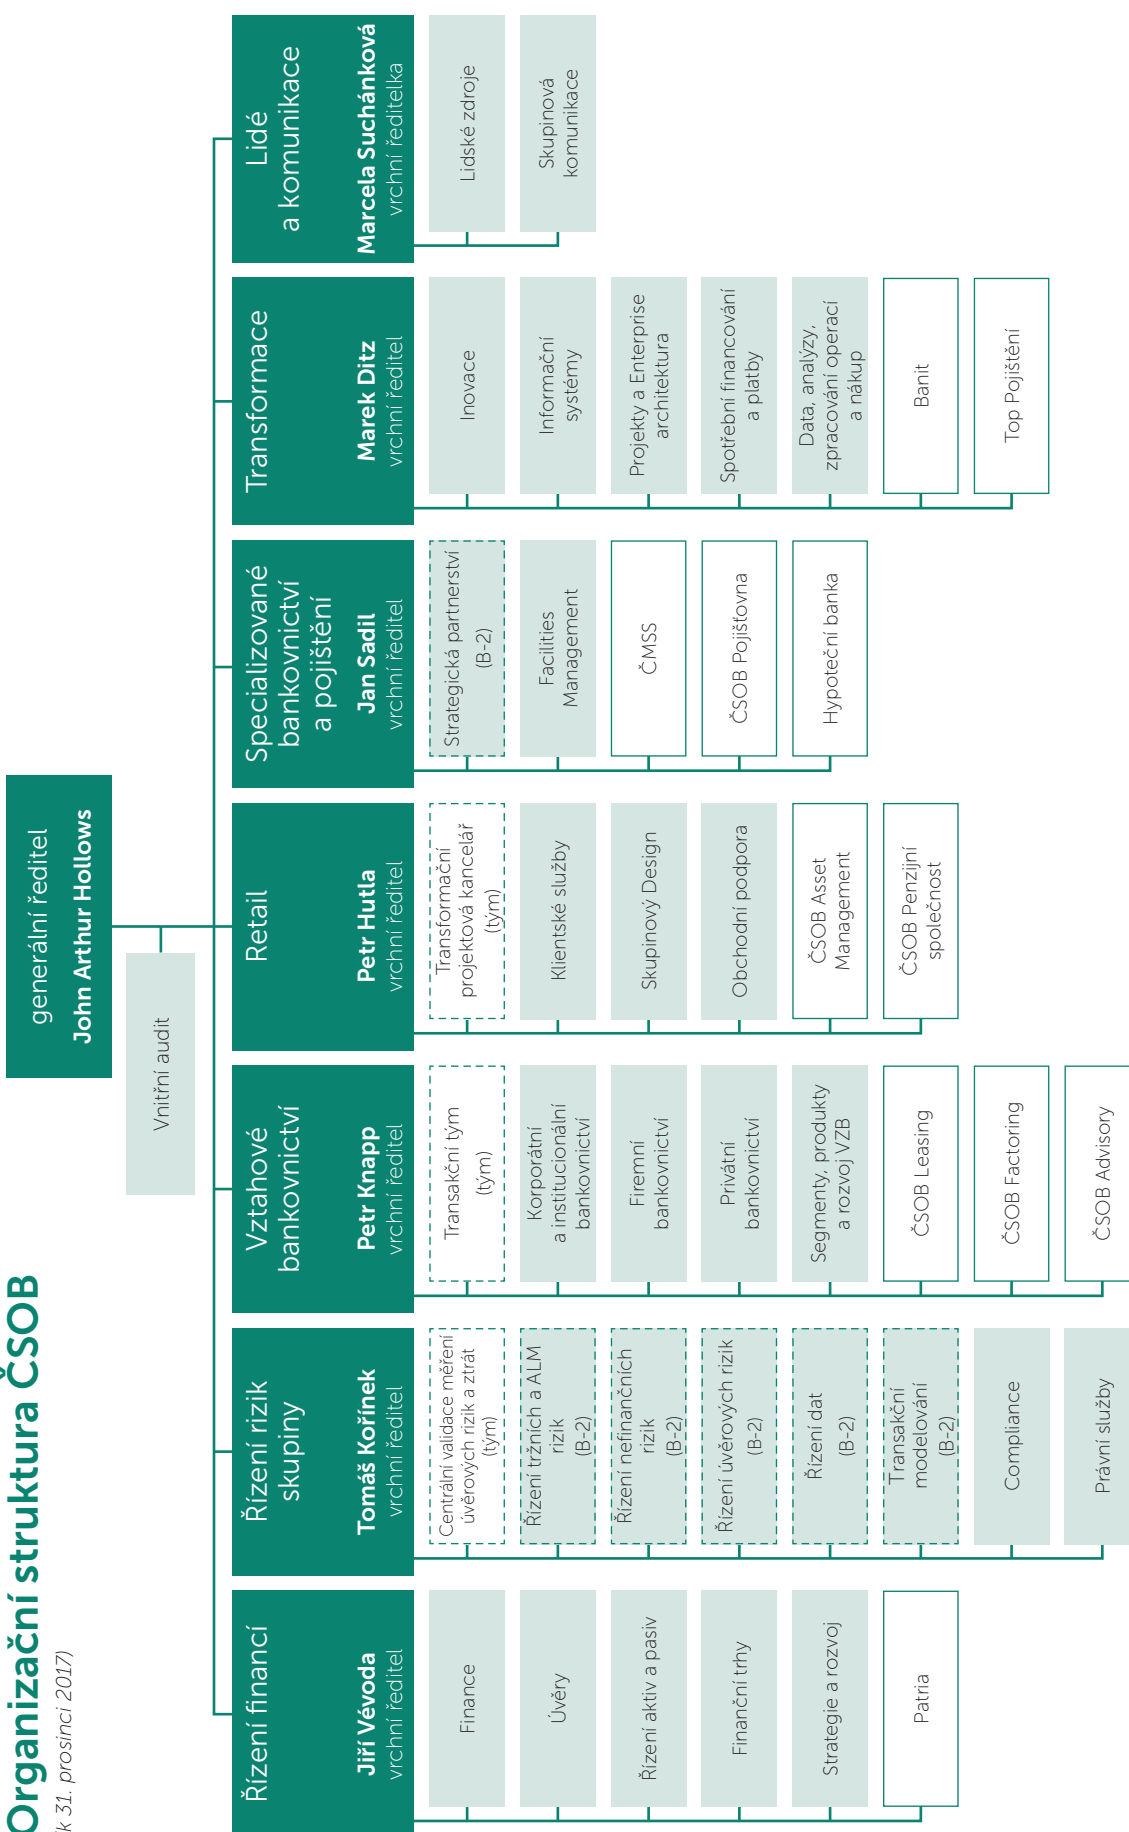 Organizační struktura ČSOB
(k 31. prosinci 2017)
generální ředitel
John Arthur Hollows
Vnitřní audit
Řízení financí
Jiří Vévoda
vrchní ředitel
Finance
Úvěry
Řízení aktiv a pasiv
Finanční trhy
Strategie a rozvoj
Patria
Řízení rizik
skupiny
Tomáš Kořínek
vrchní ředitel
Centrální validace měření
úvěrových rizik a ztrát
(tým)
Řízení tržních a ALM
rizik
(B-2)
Řízení nefinančních
rizik
(B-2)
Řízení úvěrových rizik
(B-2)
Řízení dat
(B-2)
Transakční
modelování
(B-2)
Compliance
Právní služby
Vztahové
bankovnictví
Petr Knapp
vrchní ředitel
Transakční tým
(tým)
Korporátní
a institucionální
bankovnictví
Firemní
bankovnictví
Privátní
bankovnictví
Segmenty, produkty
a rozvoj VZB
ČSOB Leasing
ČSOB Factoring
ČSOB Advisory
Retail
Petr Hutla
vrchní ředitel
Transformační
projektová kancelář
(tým)
Klientské služby
Skupinový Design
Obchodní podpora
ČSOB Asset
Management
ČSOB Penzijní
společnost
Specializované
bankovnictví
a pojištění
Jan Sadil
vrchní ředitel
Strategická partnerství
(B-2)
Facilities
Management
ČMSS
ČSOB Pojišťovna
Hypoteční banka
Transformace
Marek Ditz
vrchní ředitel
Inovace
Informační
systémy
Projekty a Enterprise
architektura
Spotřební financování
a platby
Data, analýzy,
zpracování operací
a nákup
Banit
Top Pojištění
Lidé
a komunikace
Marcela Suchánková
vrchní ředitelka
Lidské zdroje
Skupinová
komunikace